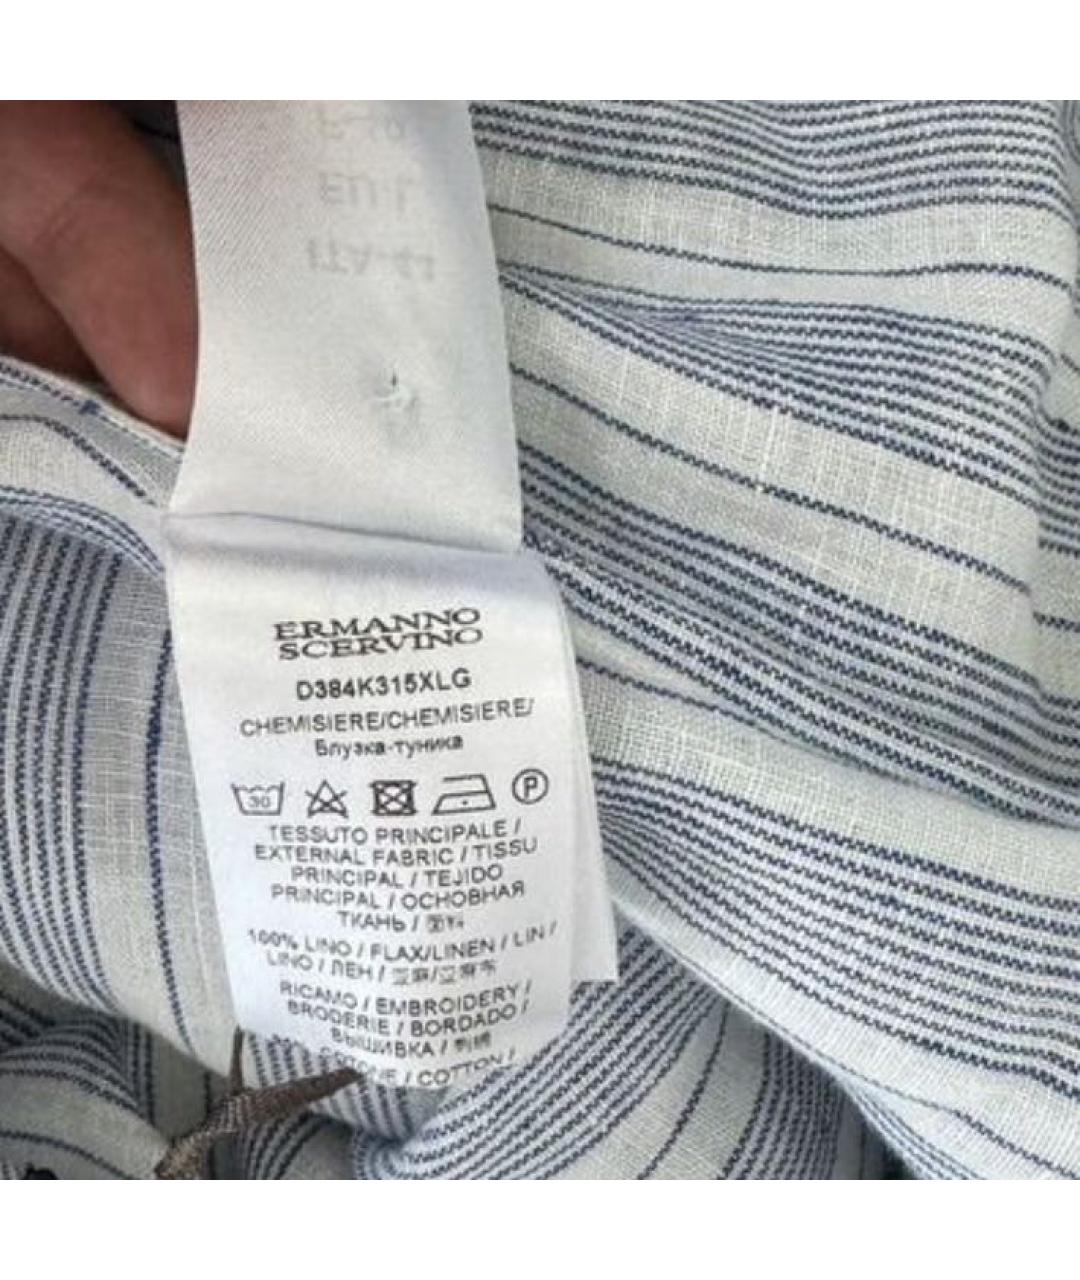 ERMANNO
SCERVINO
D384K315XLG
CHEMISIERE/CHEMISIERE/
Блузка-туника
30
P
TESSUTO PRINCIPALE /
EXTERNAL FABRIC / TISSU
PRINCIPAL / TEJIDO
PRINCIPAL / ОСНОВНАЯ
ТКАНЬ /
100% LINO / FLAX/LINEN / LIN /
LINO / ЛЕН /
RICAMO / EMBROIDERY /
BRODERIE / BORDADO /
ВЫШИВКА /
/ COTTON /